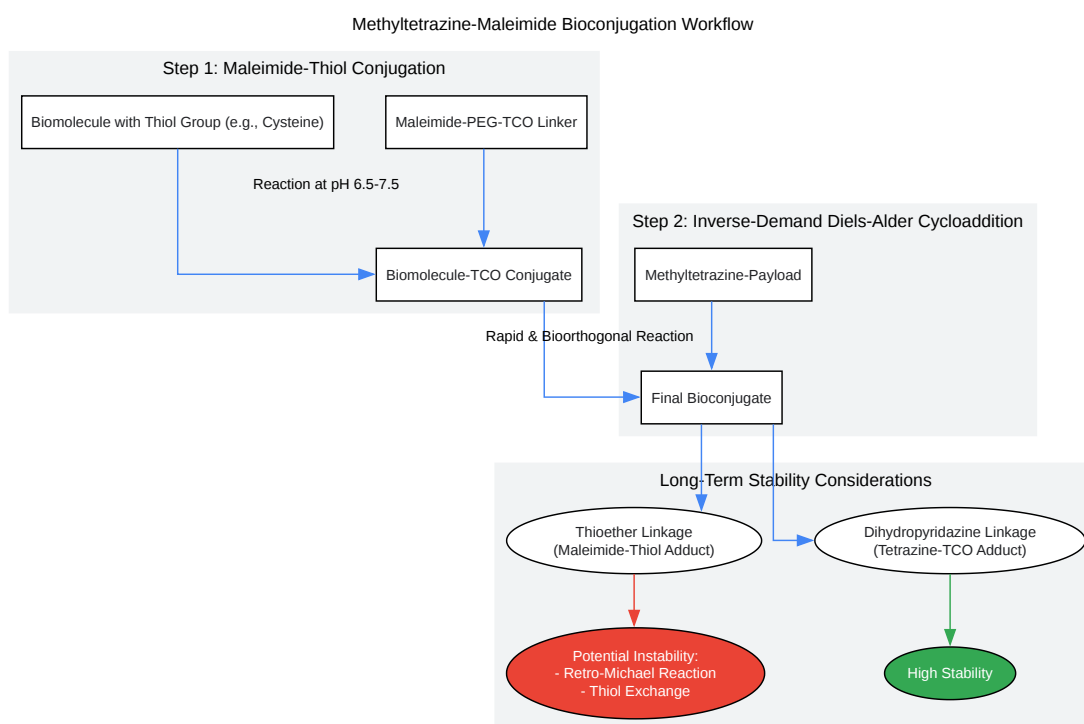 Methyltetrazine-Maleimide Bioconjugation Workflow
Step 1: Maleimide-Thiol Conjugation
Biomolecule with Thiol Group (e.g., Cysteine)
Maleimide-PEG-TCO Linker
Reaction at pH 6.5-7.5
Biomolecule-TCO Conjugate
Step 2: Inverse-Demand Diels-Alder Cycloaddition
Methyltetrazine-Payload
Rapid & Bioorthogonal Reaction
Final Bioconjugate
Long-Term Stability Considerations
Thioether Linkage
(Maleimide-Thiol Adduct)
Dihydropyridazine Linkage
(Tetrazine-TCO Adduct)
Potential Instability:
- Retro-Michael Reaction
- Thiol Exchange
High Stability